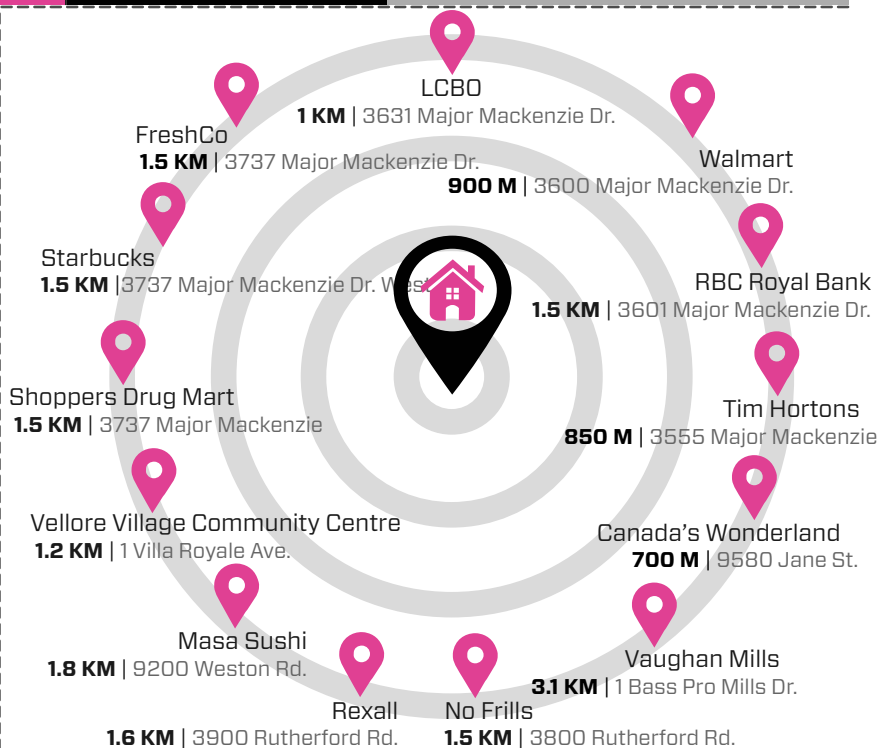 LCBO
1 KM | 3631 Major Mackenzie Dr.
FreshCo
1.5 KM | 3737 Major Mackenzie Dr.
Walmart
900 M | 3600 Major Mackenzie Dr.
Starbucks
1.5 KM |3737 Major Mackenzie Dr. West
RBC Royal Bank
1.5 KM | 3601 Major Mackenzie Dr.
Shoppers Drug Mart
1.5 KM | 3737 Major Mackenzie
Tim Hortons
850 M | 3555 Major Mackenzie
Vellore Village Community Centre
1.2 KM | 1 Villa Royale Ave.
Canada's Wonderland
700 M | 9580 Jane St.
Masa Sushi
1.8 KM | 9200 Weston Rd.
Vaughan Mills
3.1 KM | 1 Bass Pro Mills Dr.
Rexall
1.6 KM | 3900 Rutherford Rd.
No Frills
1.5 KM | 3800 Rutherford Rd.